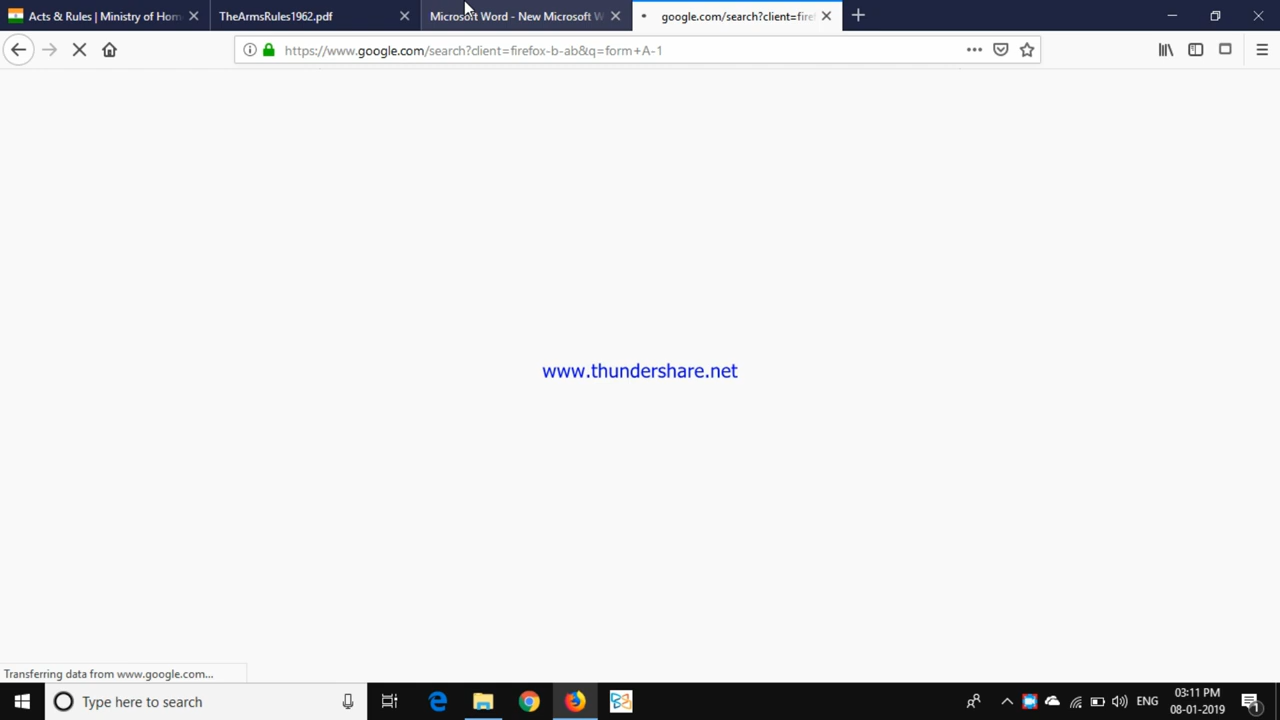 Acts & Rules | Ministry of Hom
TheArmsRules1962.pdf
Microsoft Word - New Microsoft W
google.com/search?client=firef
https://www.google.com/search?client=firefox-b-ab&q=form+A-1
www.thundershare.net
Transferring data from www.google.com...
Type here to search
ENG
03:11 PM
08-01-2019
1